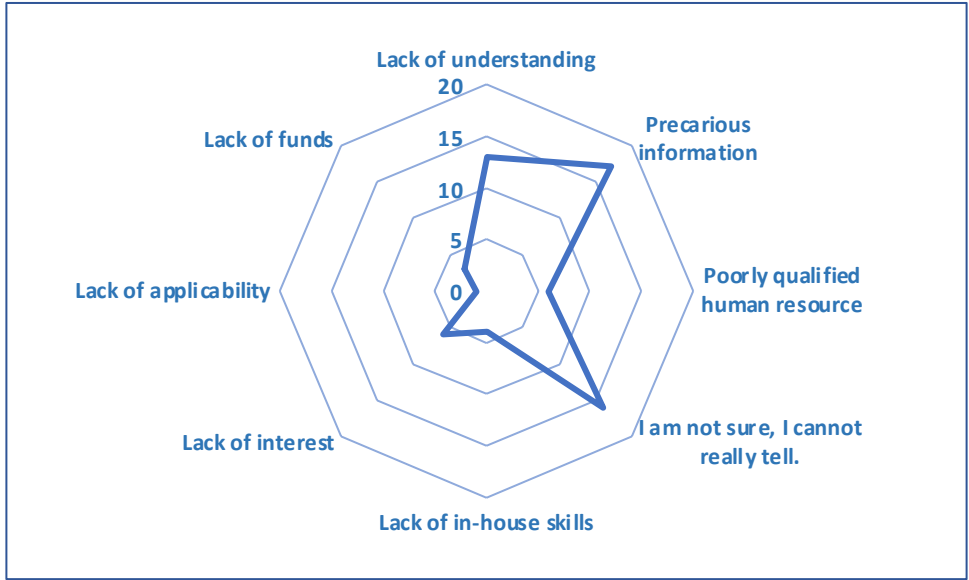 Lack of understanding
20
15
10
5
0
Precarious
information
Poorly qualified
human resource
I am not sure, I cannot
really tell.
Lack of in-house skills
Lack of interest
Lack of applicability
Lack of funds